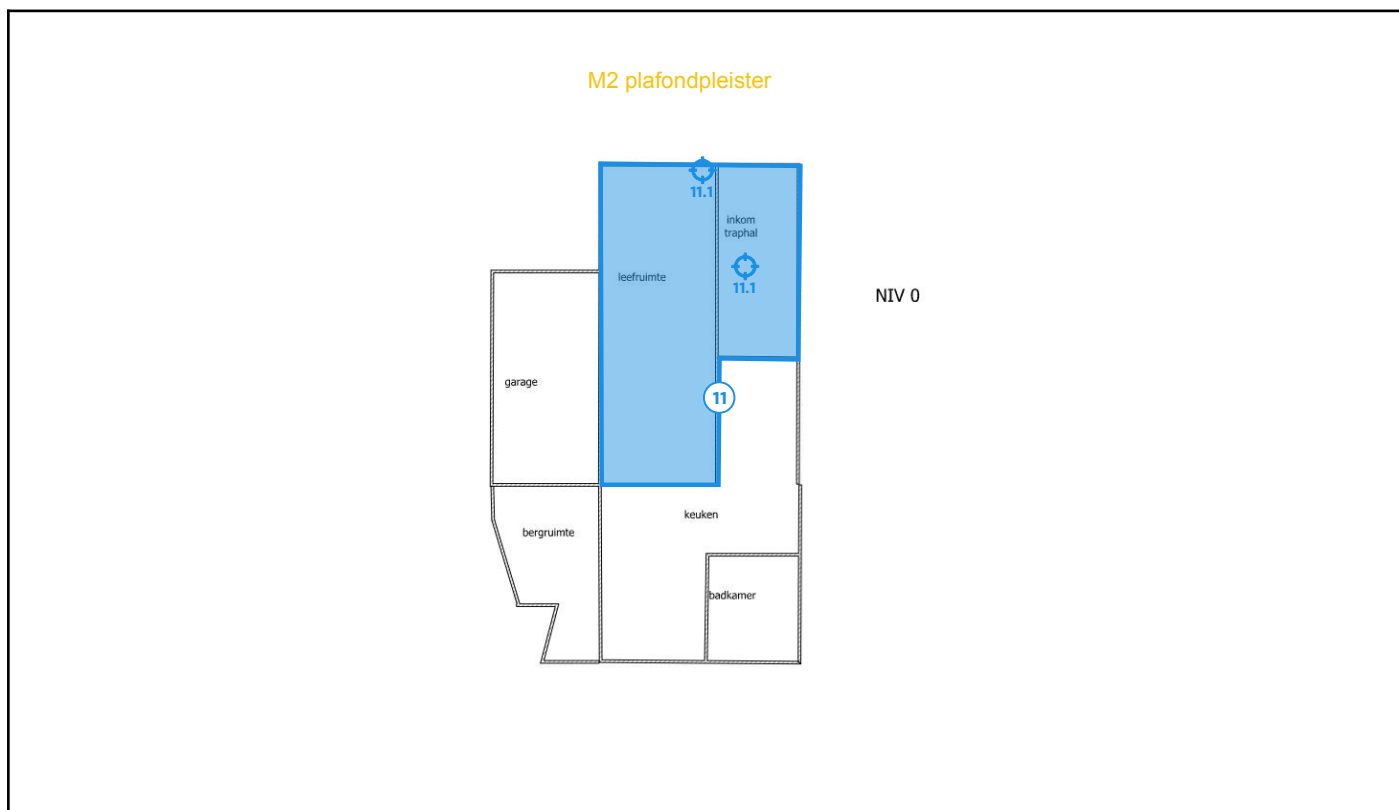 M2 plafondpleister
11.1
inkom
traphal
leefruimte
11.1
NIV 0
garage
11
keuken
bergruimte
badkamer